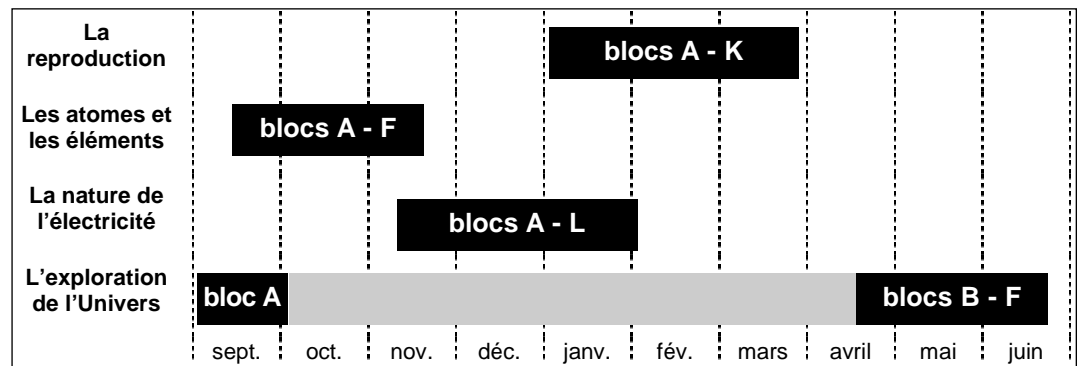 La
reproduction
blocs A - K
Les atomes et
les éléments
blocs A - F
La nature de
l'électricité
blocs A - L
L'exploration
de l'Univers
bloc A
blocs B - F
sept. oct. nov. déc. janv. fév. mars avril mai juin